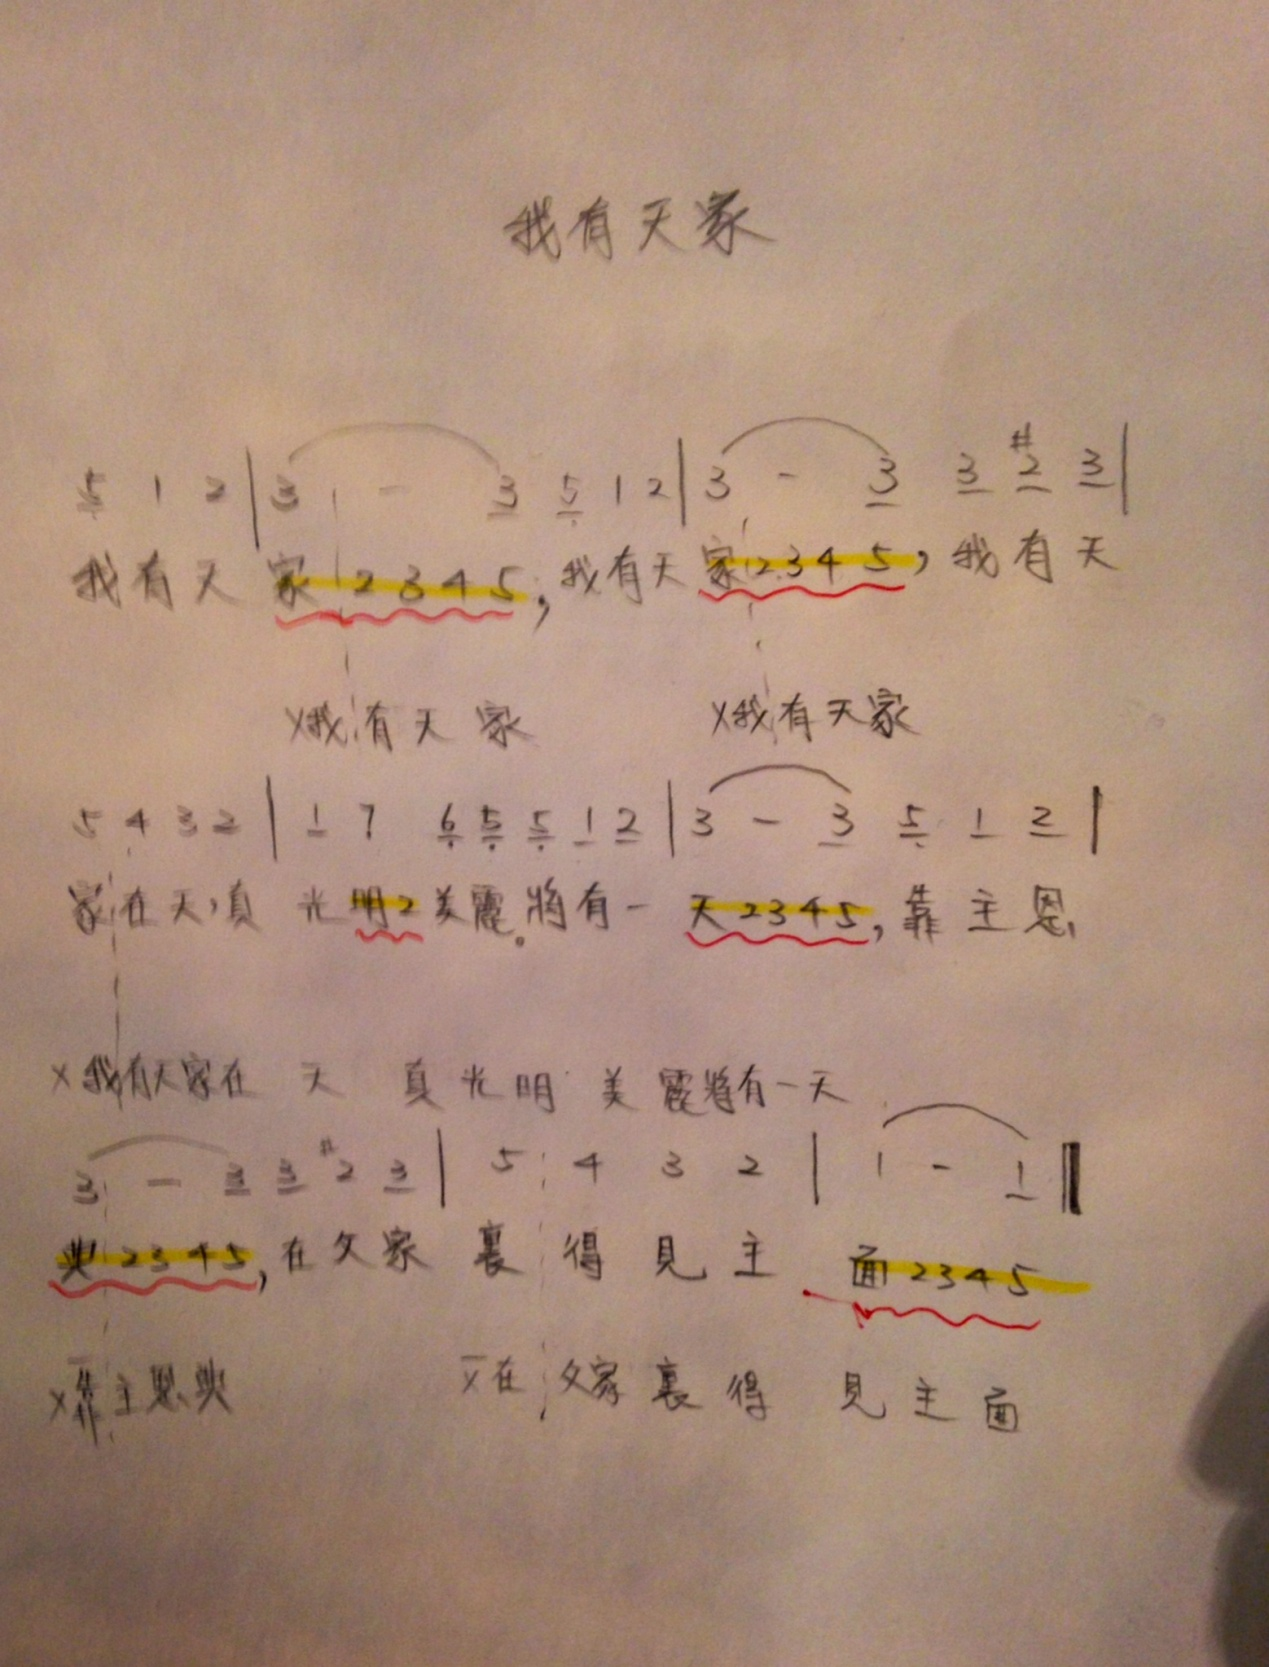 我有天家
5 1 2 | 3 - 3 5 1 2 | 3 - 3 3 #2 3 |
我有天家2345,我有天家2345,我有天
X我有天家 X我有天家
5 4 3 2 | 1 7 6 5 5 1 2 | 3 - 3 5 1 2 |
家在天,真光明2美麗。將有一天2345,靠主恩
X我有天家在天真光明美麗將有一天
3 - 3 3 #2 3 | 5 4 3 2 | 1 - 1
典2345,在父家裏得見主面2345
X靠主恩典 X在父家裏得見主面